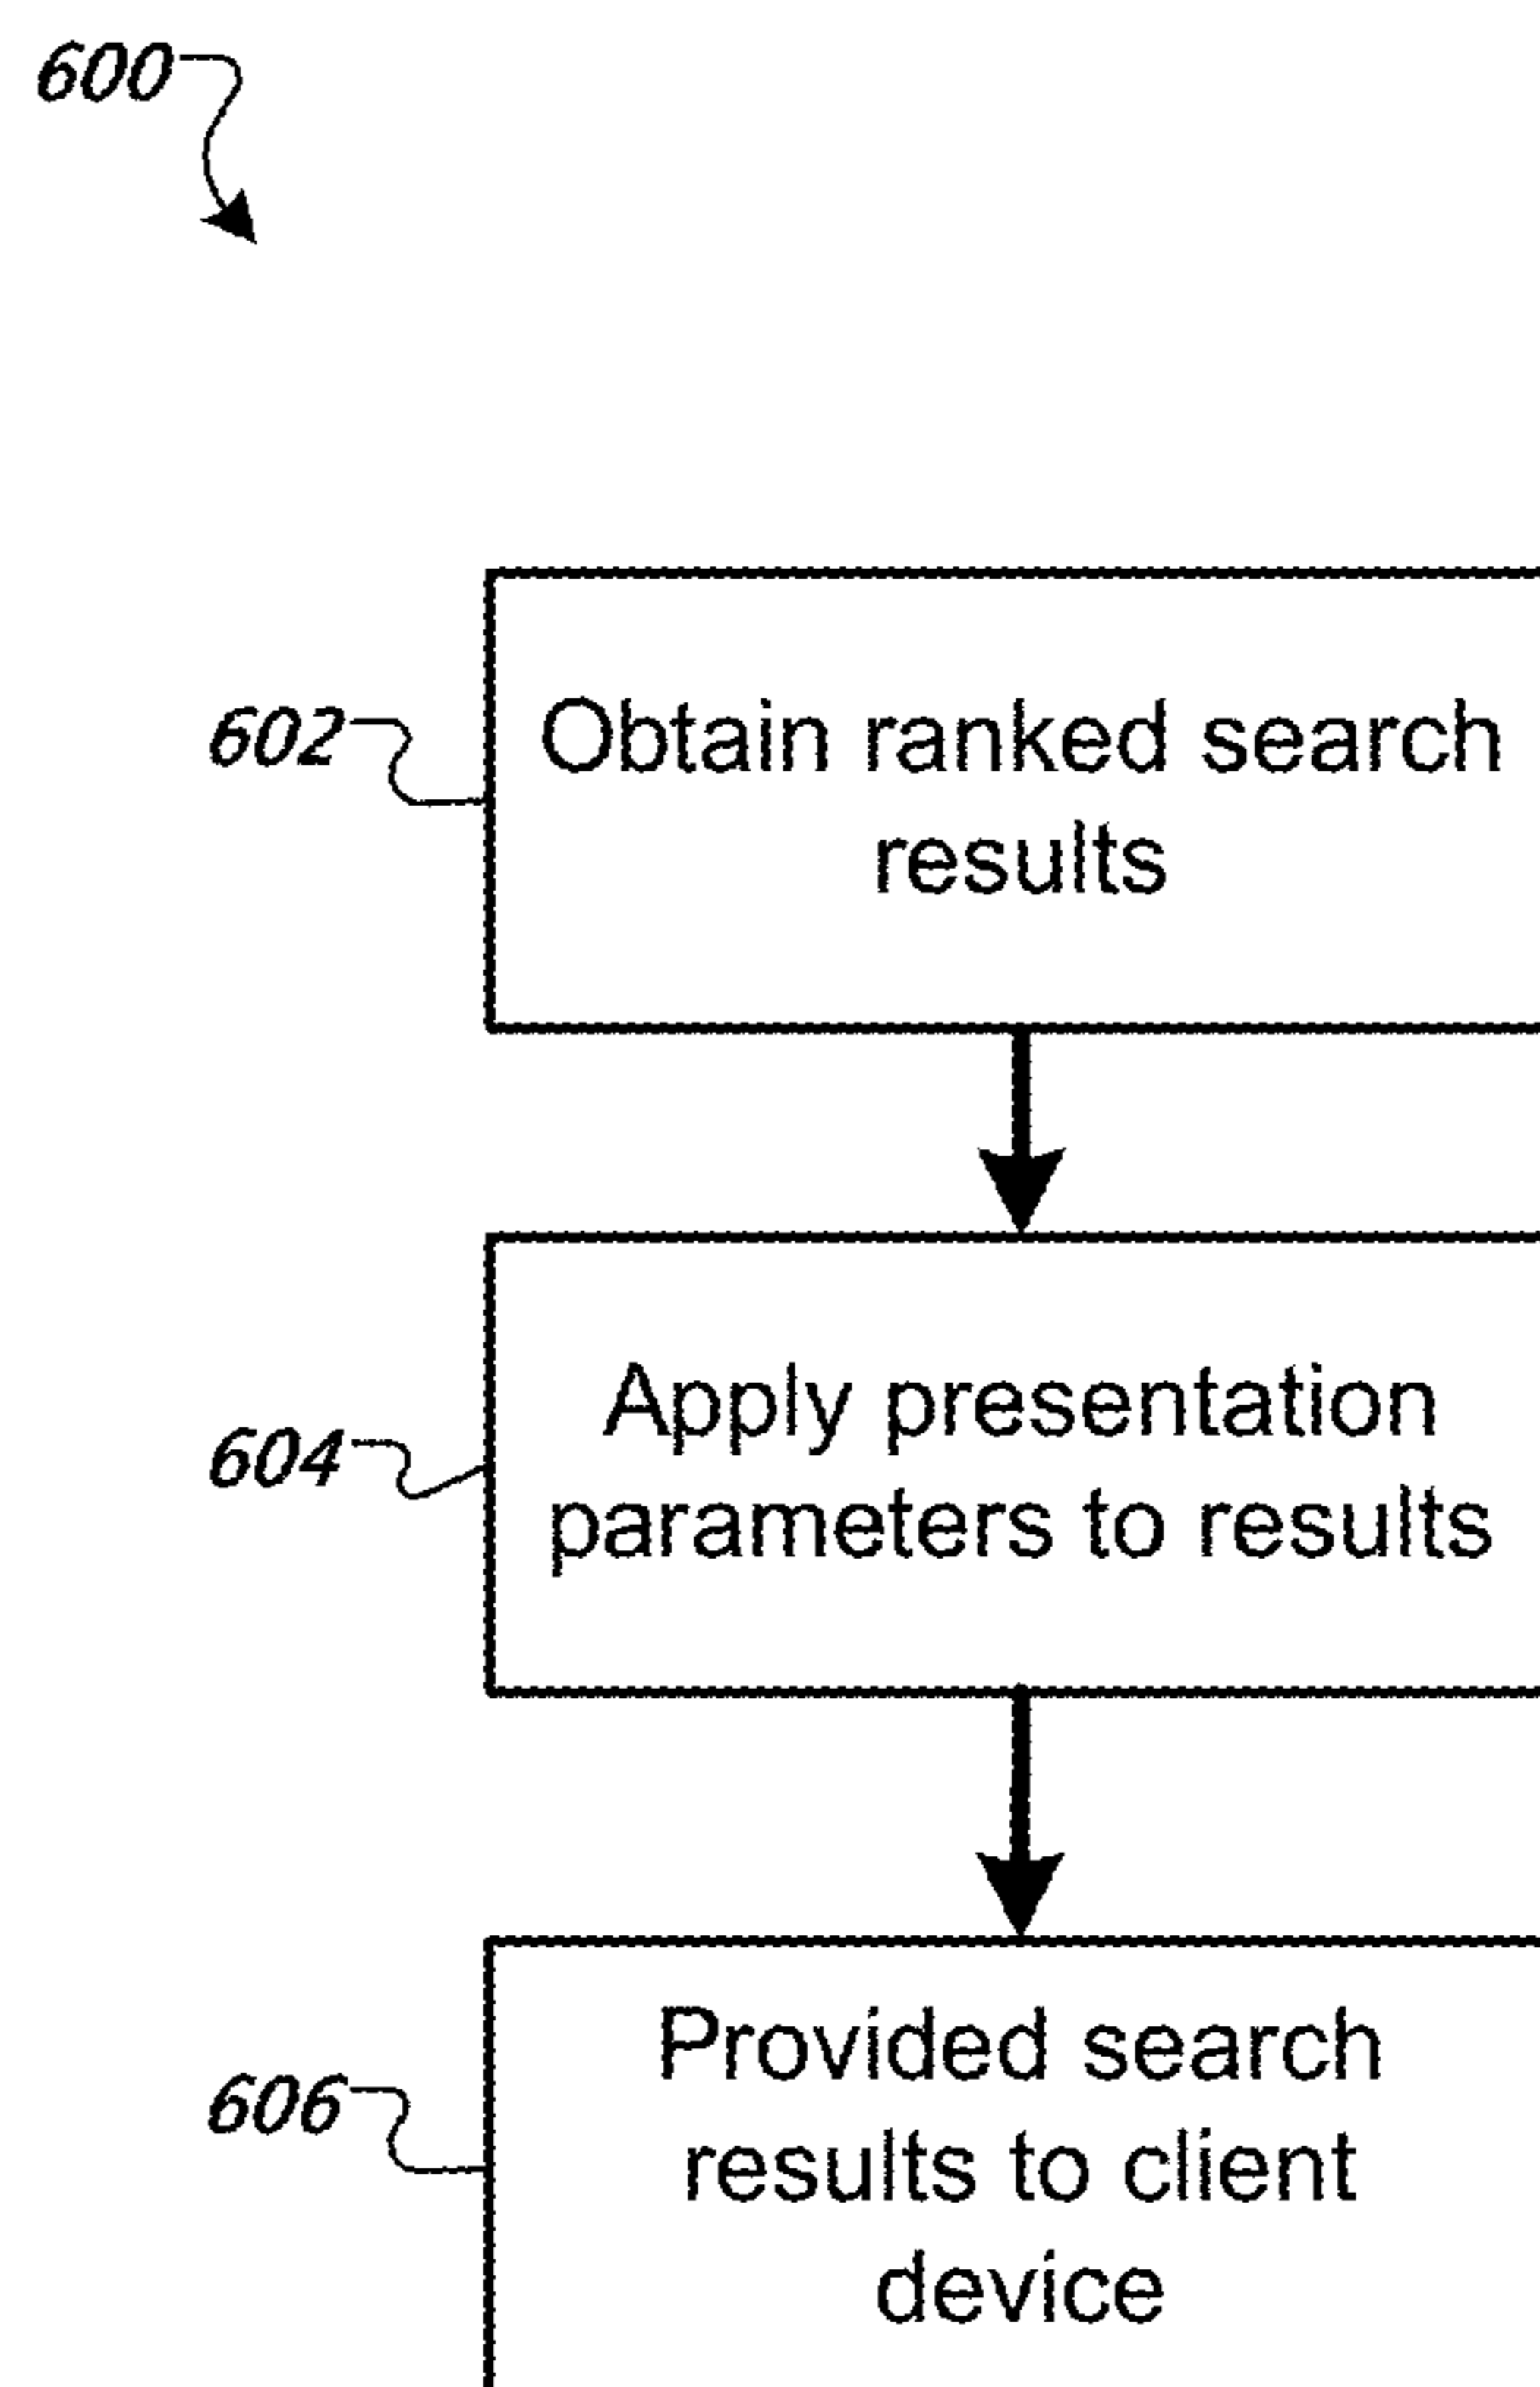 600
602
Obtain ranked search
results
604
Apply presentation
parameters to results
606
Provided search
results to client
device